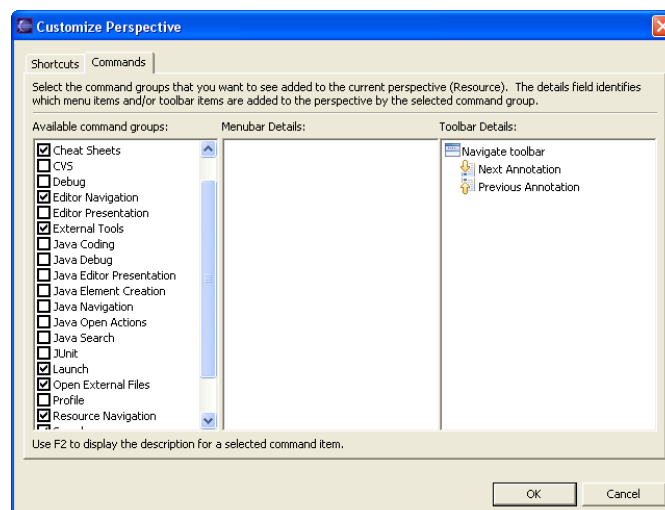 Customize Perspective
Shortcuts
Commands
Select the command groups that you want to see added to the current perspective (Resource). The details field identifies
which menu items and/or toolbar items are added to the perspective by the selected command group.
Available command groups:
Menubar Details:
Toolbar Details:
Cheat Sheets
CVS
Debug
Editor Navigation
Editor Presentation
External Tools
Java Coding
Java Debug
Java Editor Presentation
Java Element Creation
Java Navigation
Java Open Actions
Java Search
JUnit
Launch
Open External Files
Profile
Resource Navigation
Navigate toolbar
Next Annotation
Previous Annotation
Use F2 to display the description for a selected command item.
OK
Cancel